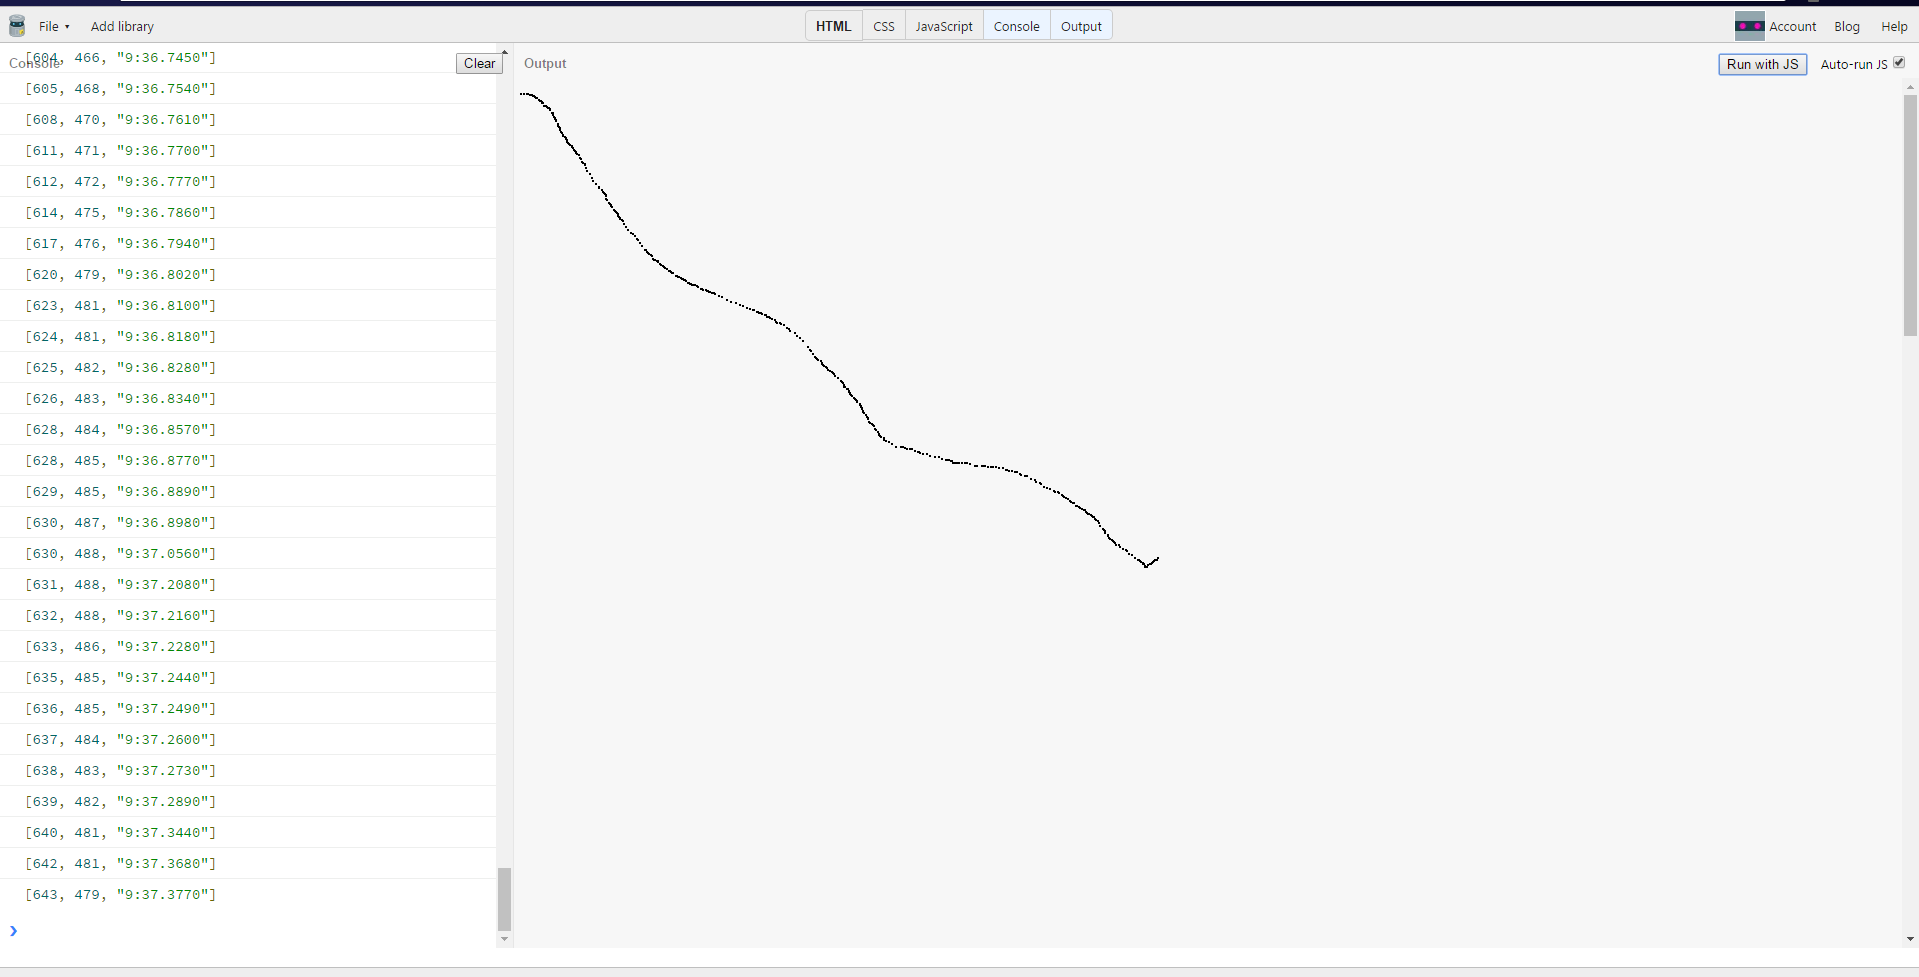 File ▾ Add library HTML CSS JavaScript Console Output Account Blog Help
Console Clear Output Run with JS Auto-run JS
[604, 466, "9:36.7450"]
[605, 468, "9:36.7540"]
[608, 470, "9:36.7610"]
[611, 471, "9:36.7700"]
[612, 472, "9:36.7770"]
[614, 475, "9:36.7860"]
[617, 476, "9:36.7940"]
[620, 479, "9:36.8020"]
[623, 481, "9:36.8100"]
[624, 481, "9:36.8180"]
[625, 482, "9:36.8280"]
[626, 483, "9:36.8340"]
[628, 484, "9:36.8570"]
[628, 485, "9:36.8770"]
[629, 485, "9:36.8890"]
[630, 487, "9:36.8980"]
[630, 488, "9:37.0560"]
[631, 488, "9:37.2080"]
[632, 488, "9:37.2160"]
[633, 486, "9:37.2280"]
[635, 485, "9:37.2440"]
[636, 485, "9:37.2490"]
[637, 484, "9:37.2600"]
[638, 483, "9:37.2730"]
[639, 482, "9:37.2890"]
[640, 481, "9:37.3440"]
[642, 481, "9:37.3680"]
[643, 479, "9:37.3770"]